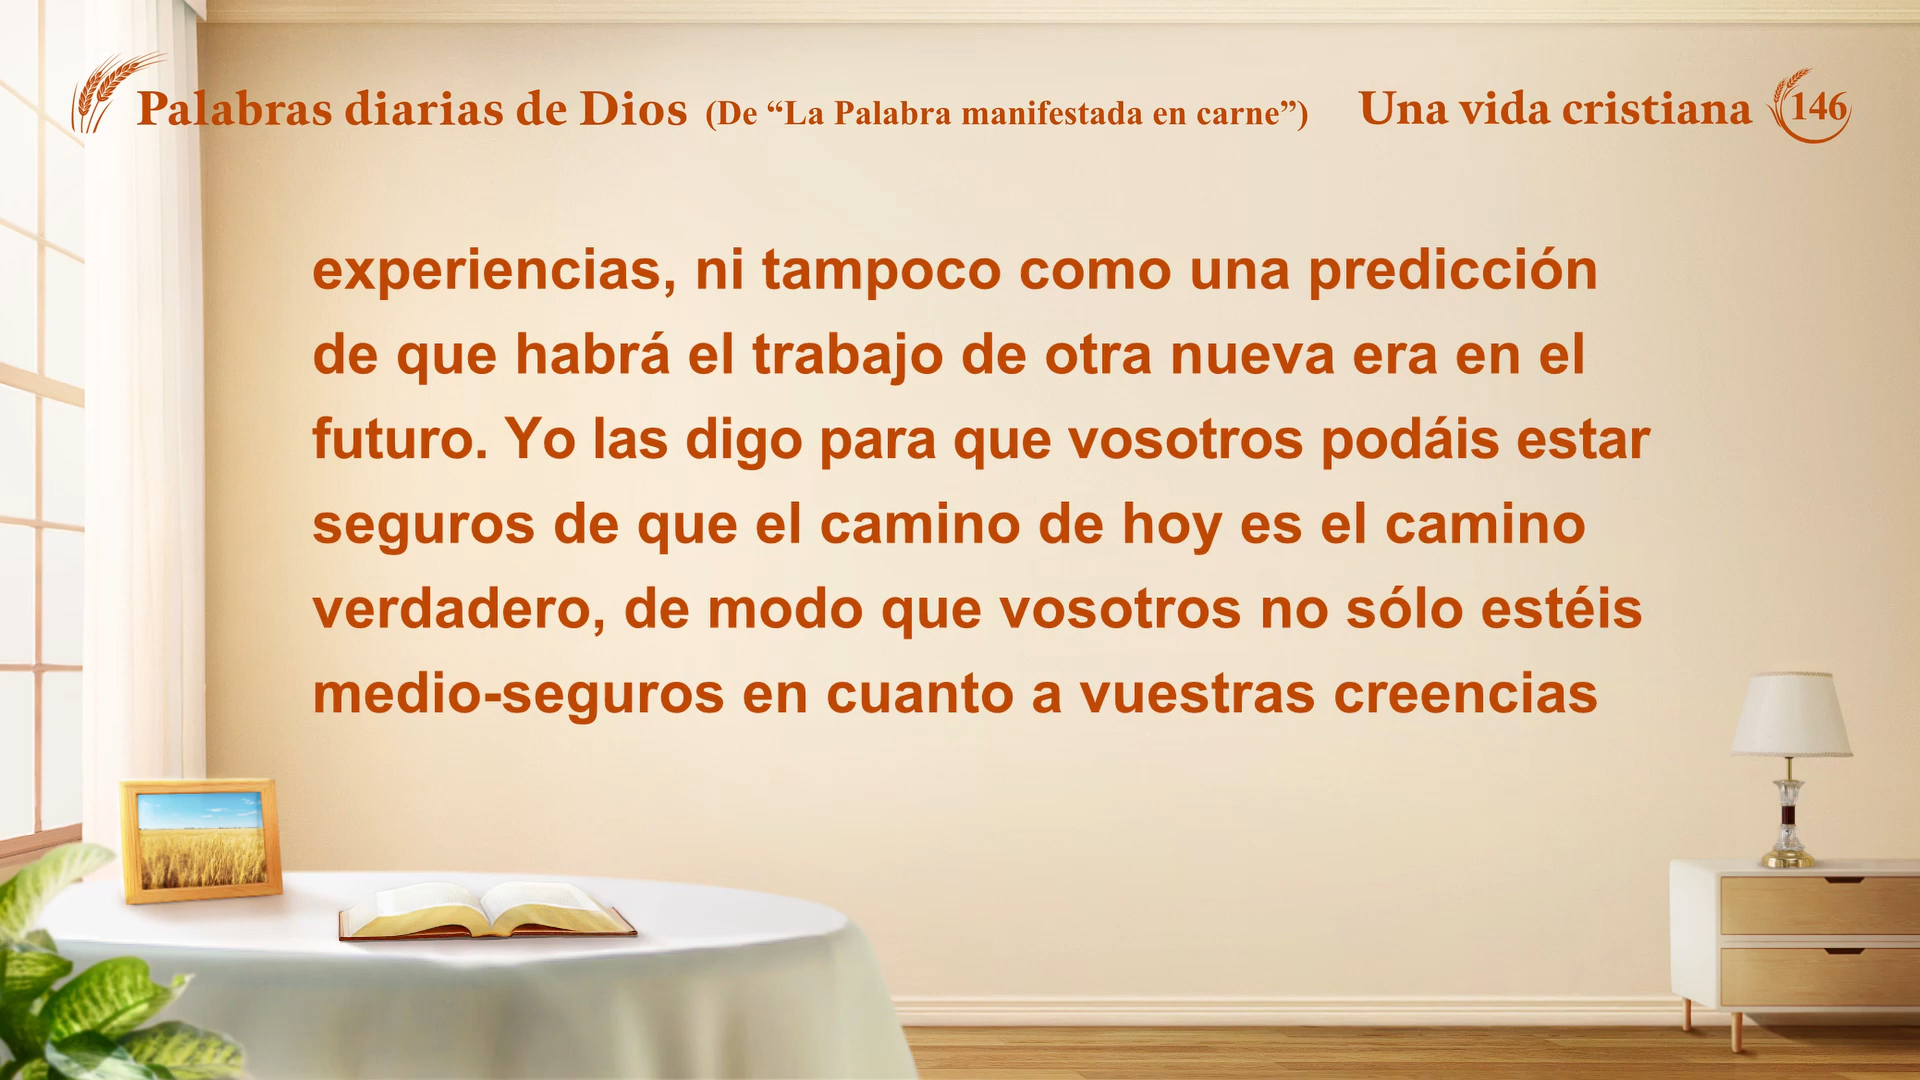 Palabras diarias de Dios (De “La Palabra manifestada en carne”) Una vida cristiana 146
experiencias, ni tampoco como una predicción
de que habrá el trabajo de otra nueva era en el
futuro. Yo las digo para que vosotros podáis estar
seguros de que el camino de hoy es el camino
verdadero, de modo que vosotros no sólo estéis
medio-seguros en cuanto a vuestras creencias